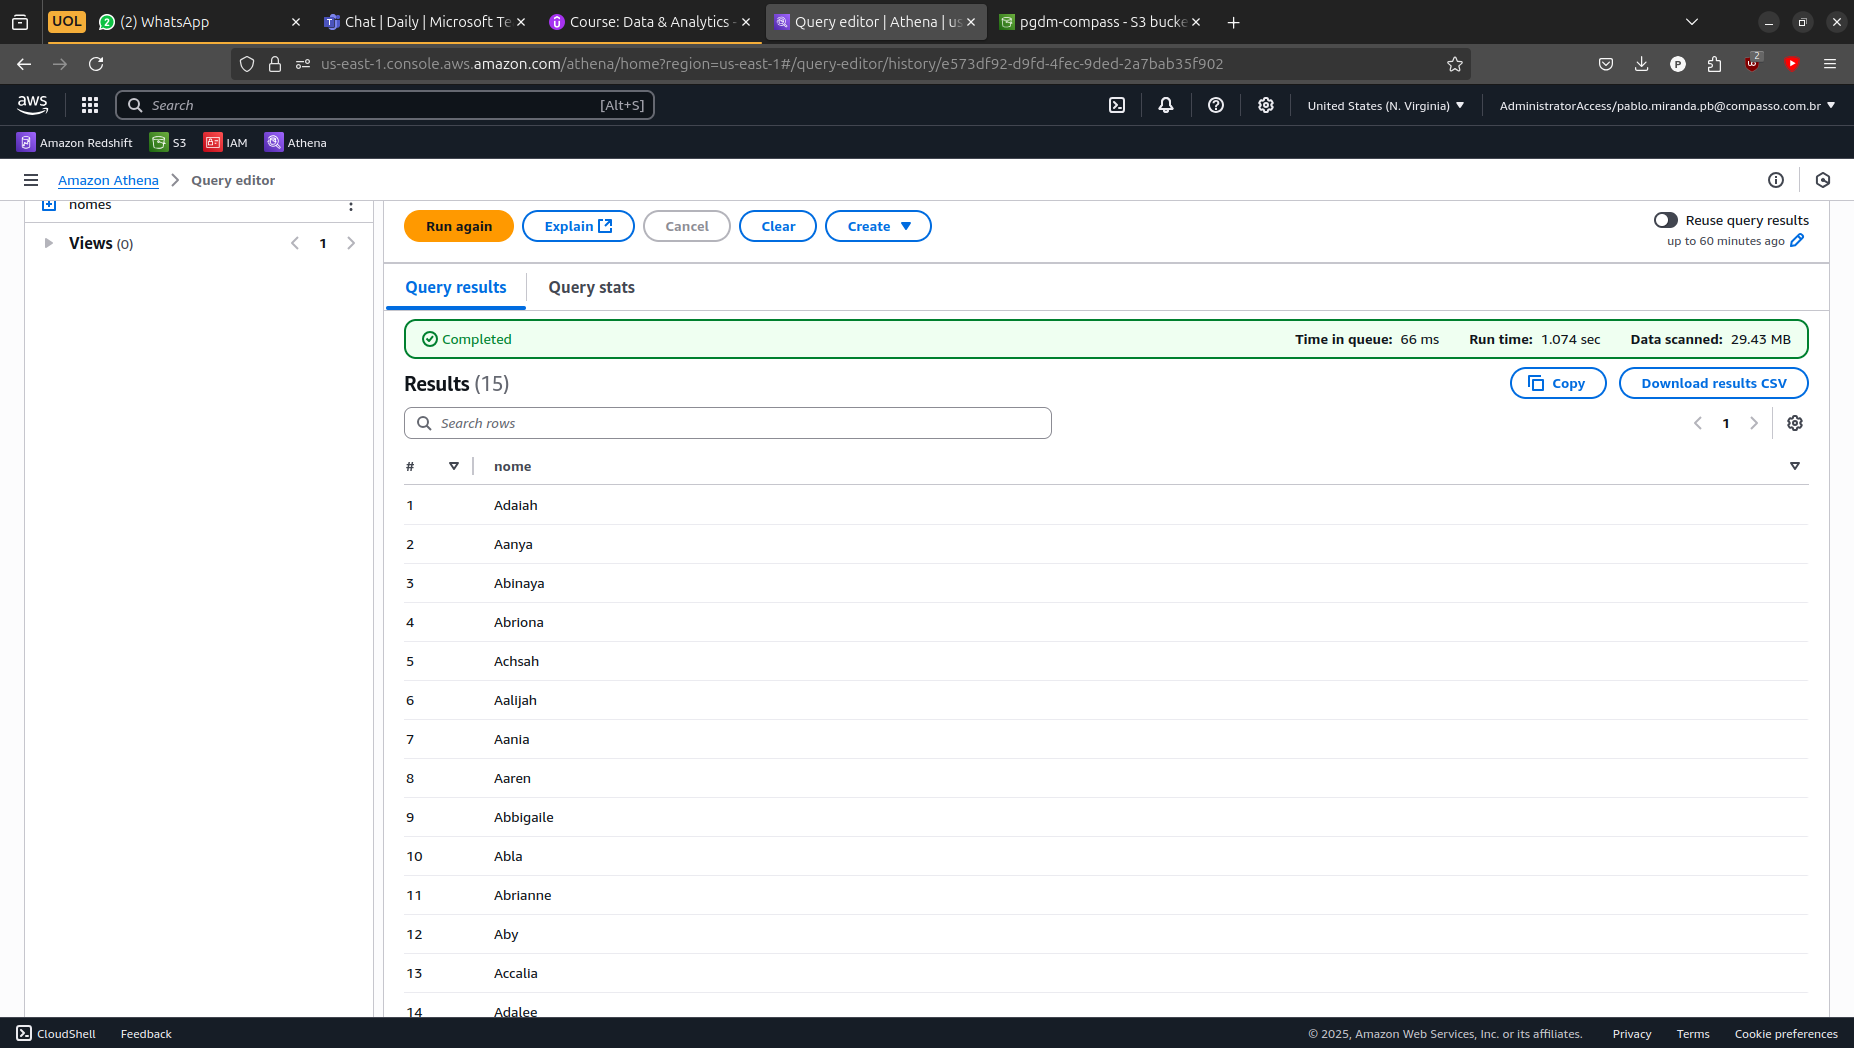 UOL
(2) WhatsApp
Chat | Daily | Microsoft Te
Course: Data & Analytics -
Query editor | Athena | us
pgdm-compass - S3 bucke
us-east-1.console.aws.amazon.com/athena/home?region=us-east-1#/query-editor/history/e573df92-d9fd-4fec-9ded-2a7bab35f902
2
aws
Search
[Alt+S]
United States (N. Virginia)
AdministratorAccess/pablo.miranda.pb@compasso.com.br
Amazon Redshift
S3
IAM
Athena
Amazon Athena
Query editor
nomes
Views (0)
1
Run again
Explain
Cancel
Clear
Create
Reuse query results
up to 60 minutes ago
Query results
Query stats
Completed
Time in queue: 66 ms
Run time: 1.074 sec
Data scanned: 29.43 MB
Results (15)
Copy
Download results CSV
Search rows
1
# nome
1 Adaiah
2 Aanya
3 Abinaya
4 Abriona
5 Achsah
6 Aalijah
7 Aania
8 Aaren
9 Abbigaile
10 Abla
11 Abrianne
12 Aby
13 Accalia
14 Adalee
CloudShell
Feedback
© 2025, Amazon Web Services, Inc. or its affiliates.
Privacy
Terms
Cookie preferences